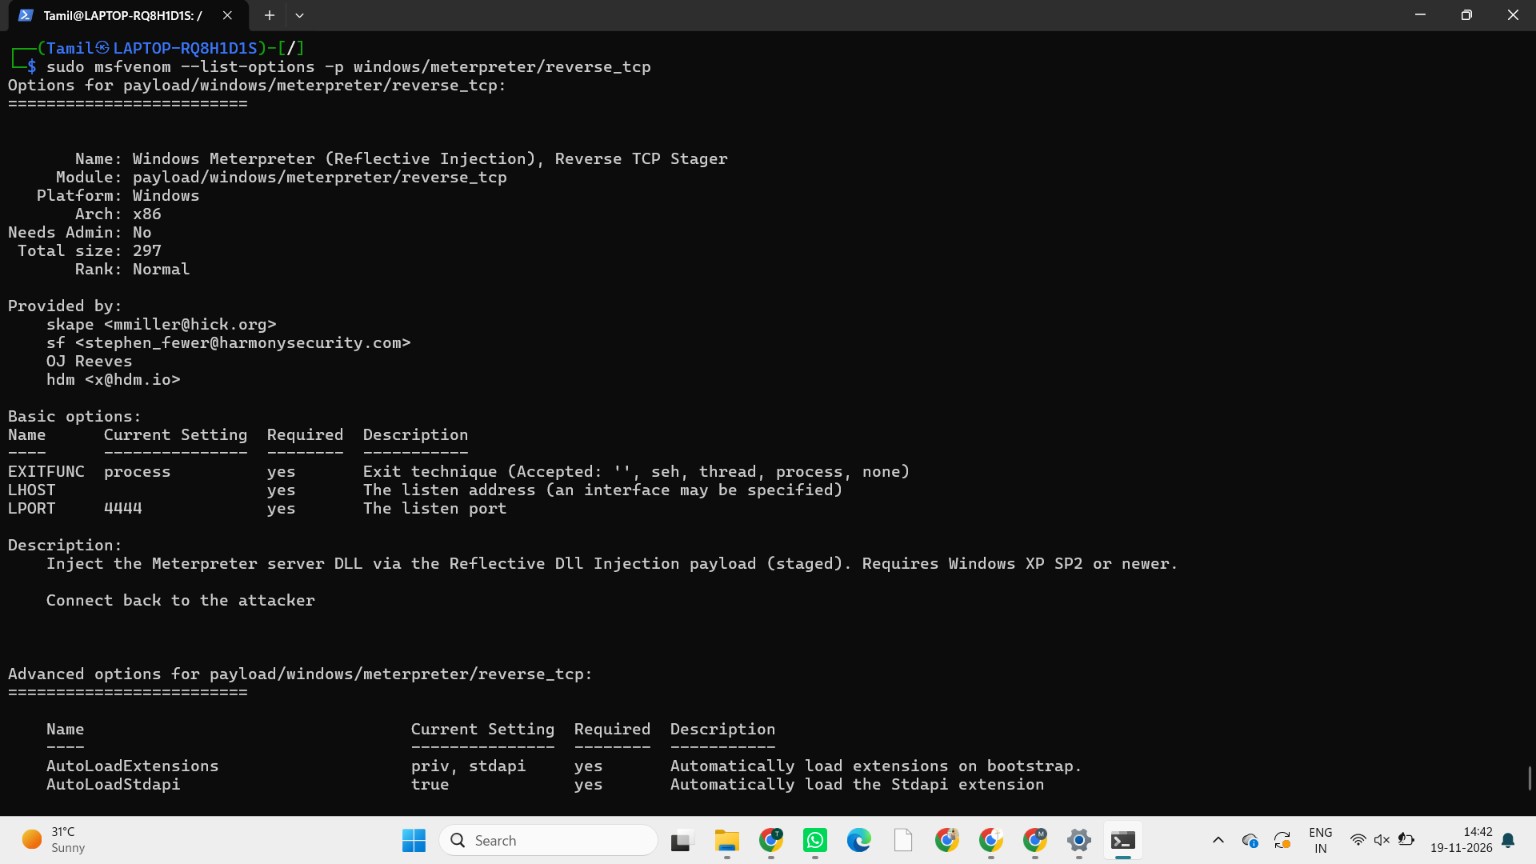 Tamil@LAPTOP-RQ8H1D1S: /
(Tamil㉿LAPTOP-RQ8H1D1S)-[/]
$ sudo msfvenom --list-options -p windows/meterpreter/reverse_tcp
Options for payload/windows/meterpreter/reverse_tcp:
=========================
Name: Windows Meterpreter (Reflective Injection), Reverse TCP Stager
Module: payload/windows/meterpreter/reverse_tcp
Platform: Windows
Arch: x86
Needs Admin: No
Total size: 297
Rank: Normal
Provided by:
skape <mmiller@hick.org>
sf <stephen_fewer@harmonysecurity.com>
OJ Reeves
hdm <x@hdm.io>
Basic options:
Name Current Setting Required Description
---- --------------- -------- -----------
EXITFUNC process yes Exit technique (Accepted: '', seh, thread, process, none)
LHOST yes The listen address (an interface may be specified)
LPORT 4444 yes The listen port
Description:
Inject the Meterpreter server DLL via the Reflective Dll Injection payload (staged). Requires Windows XP SP2 or newer.
Connect back to the attacker
Advanced options for payload/windows/meterpreter/reverse_tcp:
=========================
Name Current Setting Required Description
---- --------------- -------- -----------
AutoLoadExtensions priv, stdapi yes Automatically load extensions on bootstrap.
AutoLoadStdapi true yes Automatically load the Stdapi extension
31°C
Sunny
Search
ENG
IN
14:42
19-11-2026